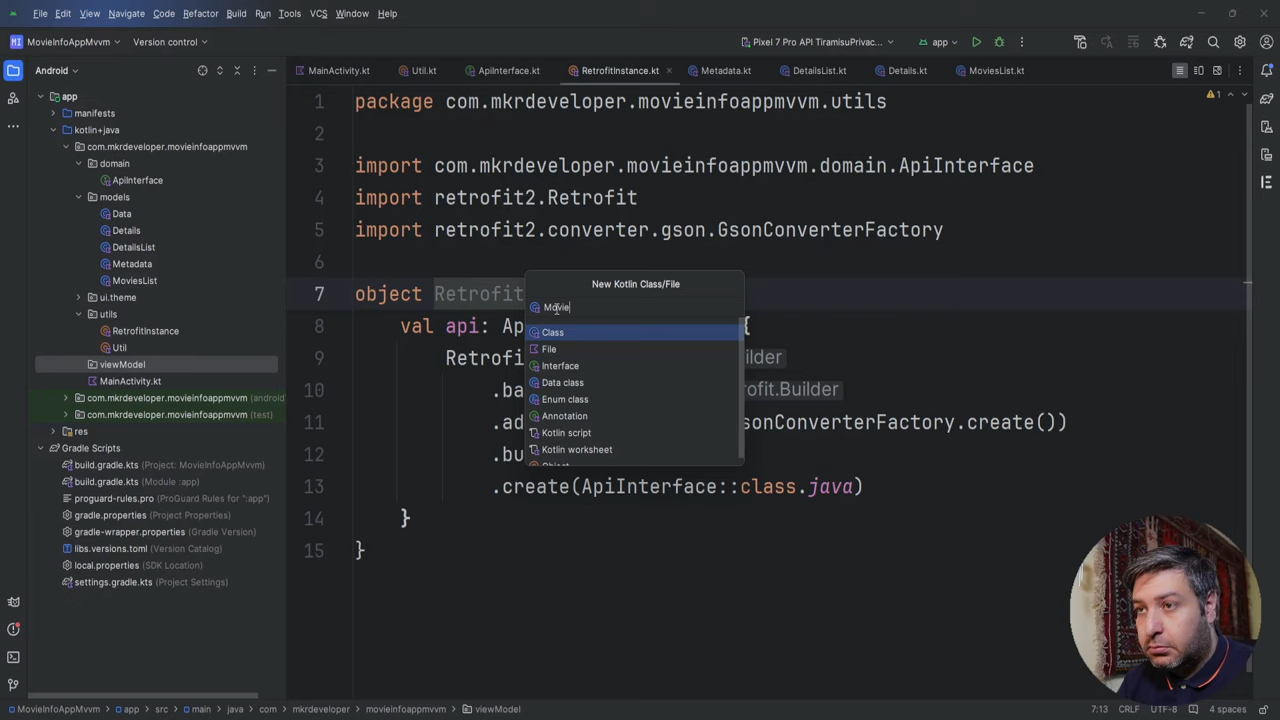 File Edit View Navigate Code Refactor Build Run Tools VCS Window Help
MI MovieInfoAppMvvm Version control Pixel 7 Pro API TiramisuPrivac... app
Android MainActivity.kt Util.kt ApiInterface.kt RetrofitInstance.kt Metadata.kt DetailsList.kt Details.kt MoviesList.kt
app
manifests
kotlin+java
com.mkrdeveloper.movieinfoappmvvm
domain
ApiInterface
models
Data
Details
DetailsList
Metadata
MoviesList
ui.theme
utils
RetrofitInstance
Util
viewModel
MainActivity.kt
com.mkrdeveloper.movieinfoappmvvm (android
com.mkrdeveloper.movieinfoappmvvm (test)
res
Gradle Scripts
build.gradle.kts (Project: MovieInfoAppMvvm)
build.gradle.kts (Module :app)
proguard-rules.pro (ProGuard Rules for ":app")
gradle.properties (Project Properties)
gradle-wrapper.properties (Gradle Version)
libs.versions.toml (Version Catalog)
local.properties (SDK Location)
settings.gradle.kts (Project Settings)
1 package com.mkrdeveloper.movieinfoappmvvm.utils
2
3 import com.mkrdeveloper.movieinfoappmvvm.domain.ApiInterface
4 import retrofit2.Retrofit
5 import retrofit2.converter.gson.GsonConverterFactory
6
7 object Retrofit
8 val api: Ap {
9 Retrofi ilder
10 .ba rofit.Builder
11 .ad sonConverterFactory.create())
12 .bu
13 .create(ApiInterface::class.java)
14 }
15 }
1
New Kotlin Class/File
Movie
Class
File
Interface
Data class
Enum class
Annotation
Kotlin script
Kotlin worksheet
MovieInfoAppMvvm app src main java com mkrdeveloper movieinfoappmvvm viewModel 7:13 CRLF UTF-8 4 spaces